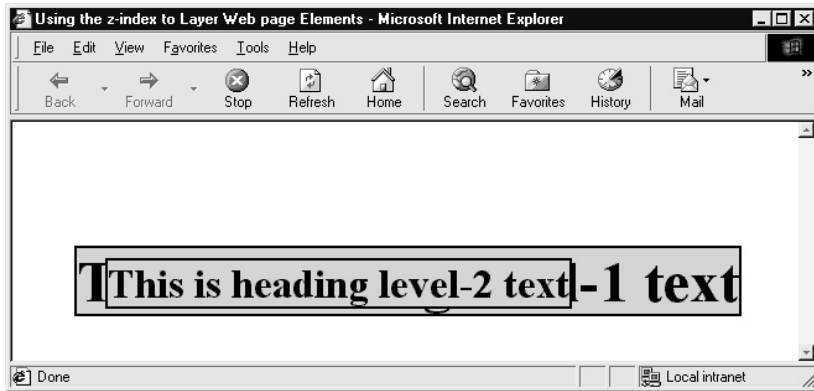 Using the z-index to Layer Web page Elements - Microsoft Internet Explorer
File Edit View Favorites Tools Help
Back Forward Stop Refresh Home Search Favorites History Mail »
This is heading level-2 text l-1 text
Done Local intranet